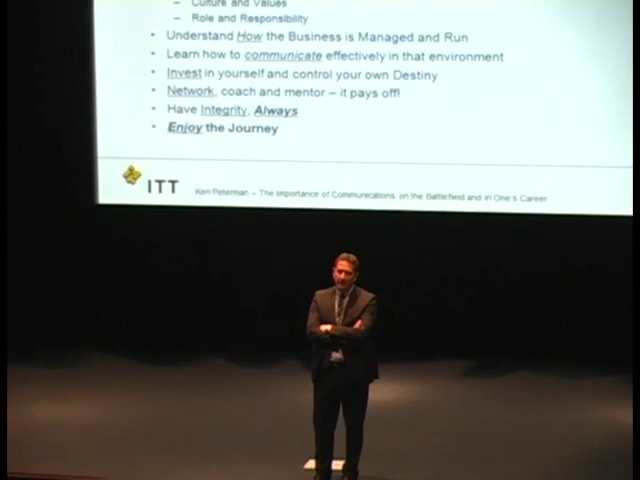 – Culture and Values
– Role and Responsibility
• Understand How the Business is Managed and Run
• Learn how to communicate effectively in that environment
• Invest in yourself and control your own Destiny
• Network, coach and mentor – it pays off!
• Have Integrity, Always
• Enjoy the Journey
ITT
Ken Peterman – The Importance of Communications on the Battlefield and in One's Career